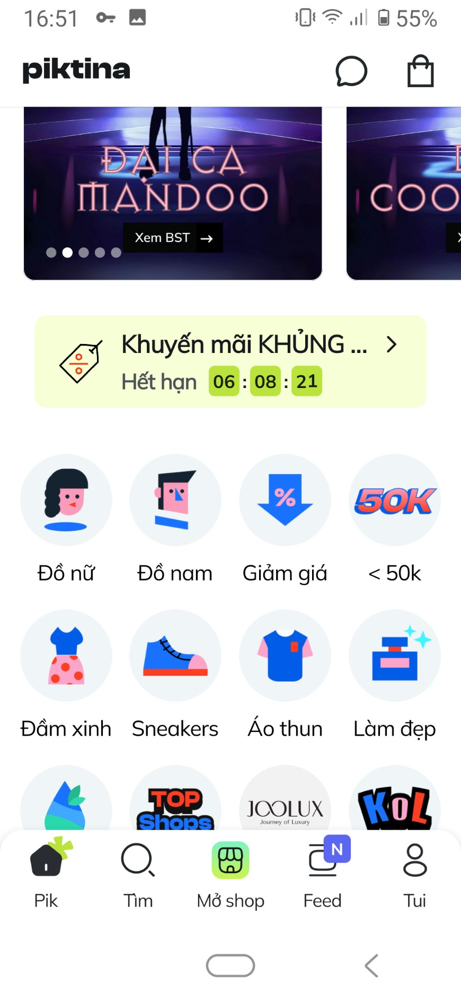 16:51
55%
piktina
ĐẠI CA
MANDOO
COO
Xem BST →
Khuyến mãi KHỦNG ...
Hết hạn 06 : 08 : 21
%
50K
Đồ nữ
Đồ nam
Giảm giá
< 50k
Đầm xinh
Sneakers
Áo thun
Làm đẹp
TOP
Shops
JOOLUX
Journey of Luxury
KOL
N
Pik
Tìm
Mở shop
Feed
Tui